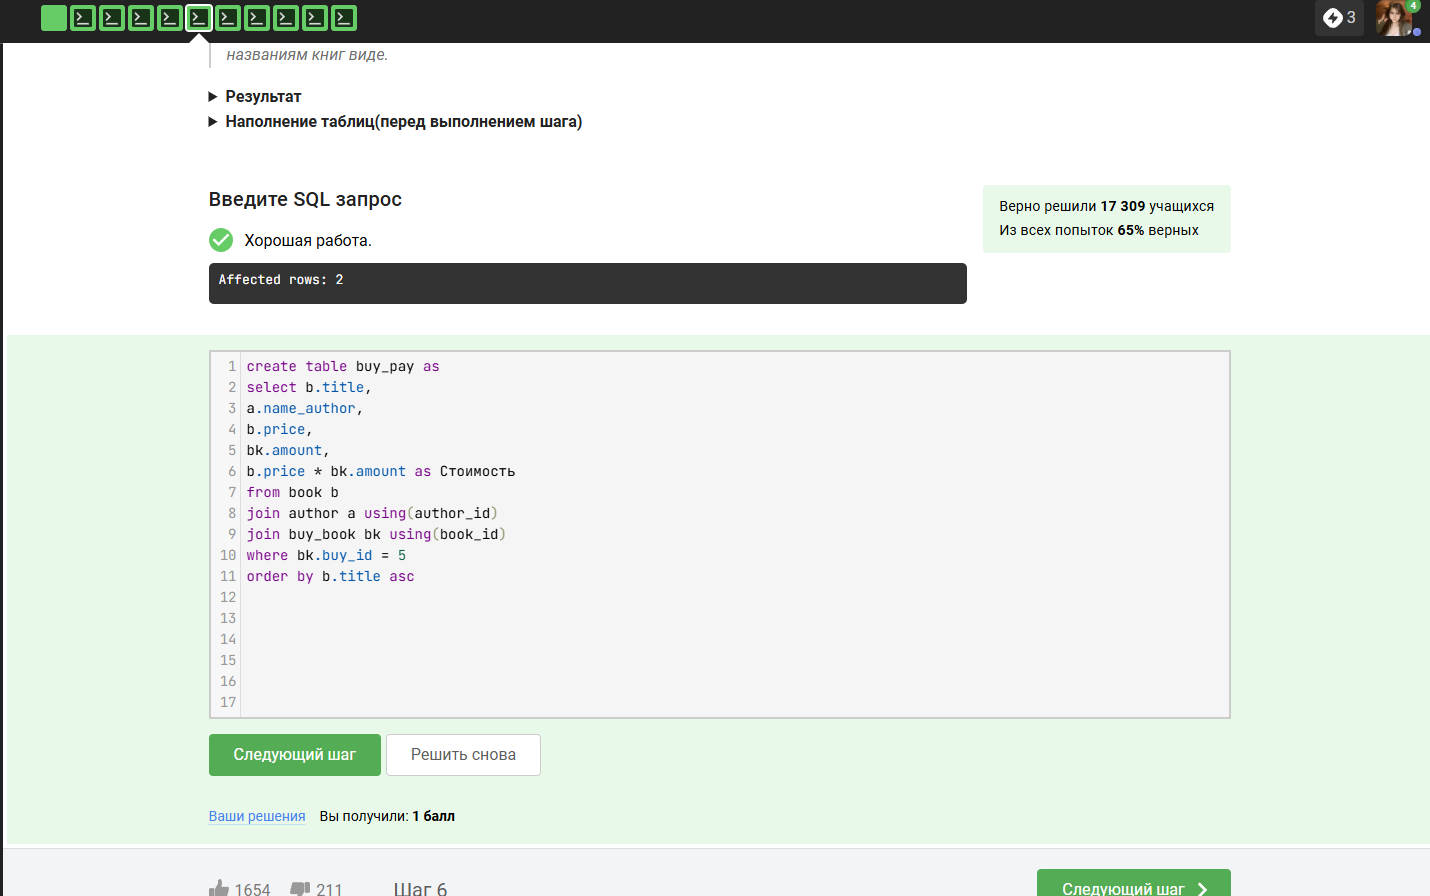 3
4
названиям книг виде.
Результат
Наполнение таблиц(перед выполнением шага)
Введите SQL запрос
Хорошая работа.
Верно решили 17 309 учащихся
Из всех попыток 65% верных
Affected rows: 2
1 create table buy_pay as
2 select b.title,
3 a.name_author,
4 b.price,
5 bk.amount,
6 b.price * bk.amount as Стоимость
7 from book b
8 join author a using(author_id)
9 join buy_book bk using(book_id)
10 where bk.buy_id = 5
11 order by b.title asc
12
13
14
15
16
17
Следующий шаг Решить снова
Ваши решения Вы получили: 1 балл
1654 211 Шаг 6 Следующий шаг